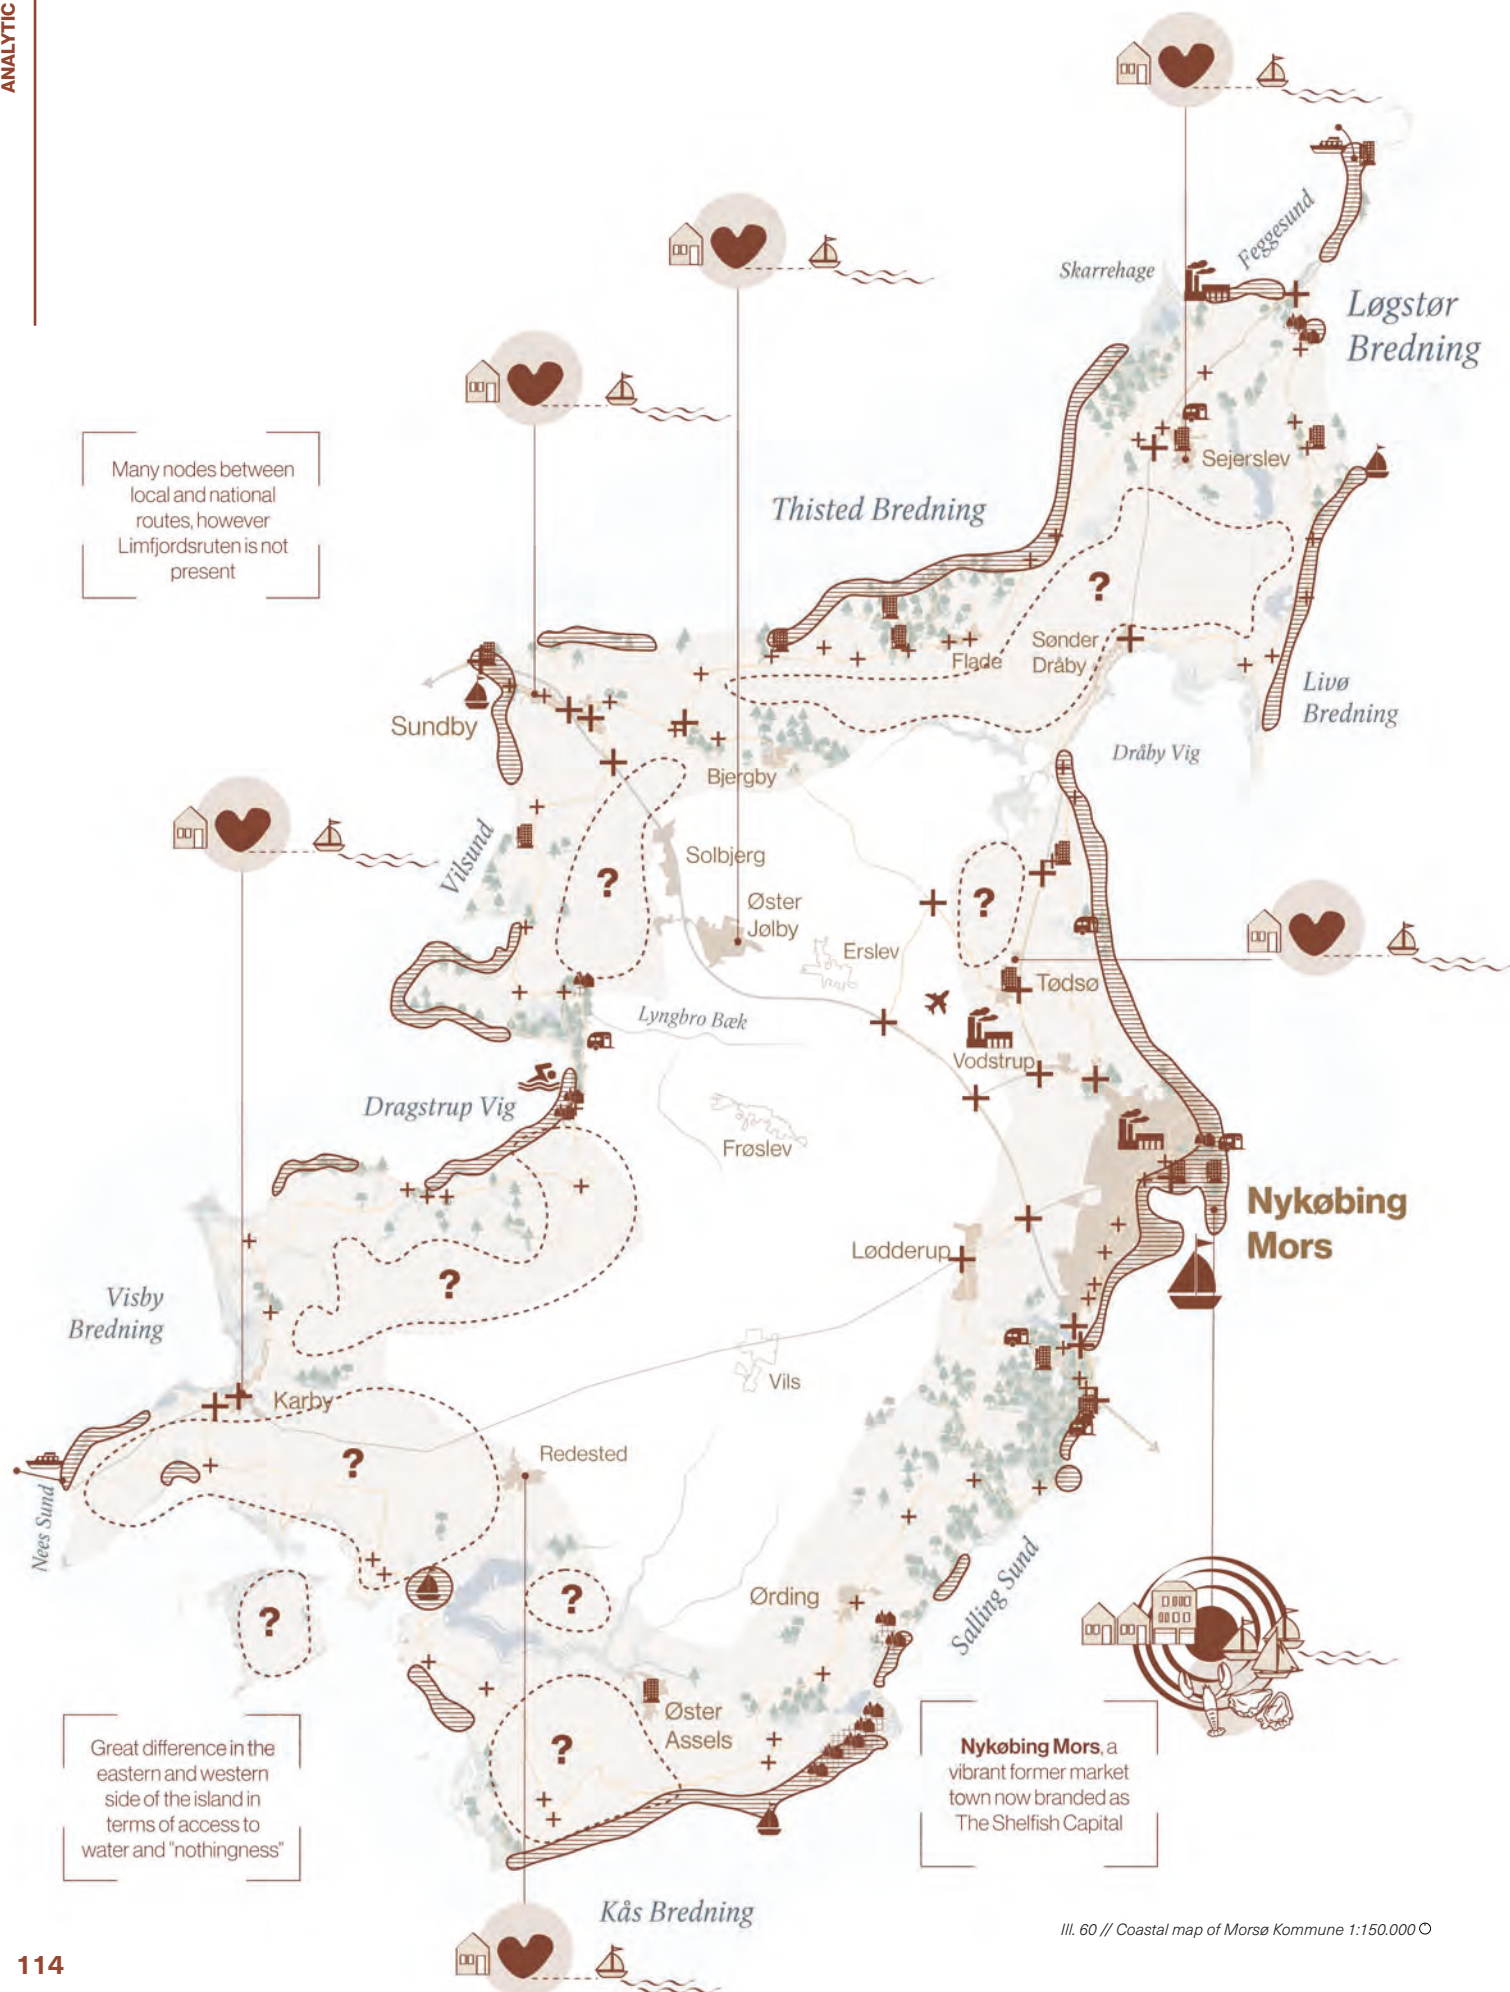 ANALYTIC
Skarrehage
Feggesund
Løgstør
Bredning
Many nodes between
local and national
routes, however
Limfjordsruten is not
present
Sejerslev
Thisted Bredning
?
Flade
Sønder
Dråby
Livø
Bredning
Sundby
Dråby Vig
Bjergby
Vilsund
Solbjerg
?
?
Øster
Jølby
Erslev
Tødsø
Lyngbro Bæk
Vodstrup
Dragstrup Vig
Frøslev
Nykøbing
Mors
Lødderup
?
Visby
Bredning
Vils
Karby
?
Redested
Nees Sund
Salling Sund
?
?
Ørding
Øster
Assels
?
Great difference in the
eastern and western
side of the island in
terms of access to
water and "nothingness"
Nykøbing Mors, a
vibrant former market
town now branded as
The Shelfish Capital
Kås Bredning
Ill. 60 // Coastal map of Morsø Kommune 1:150.000
114